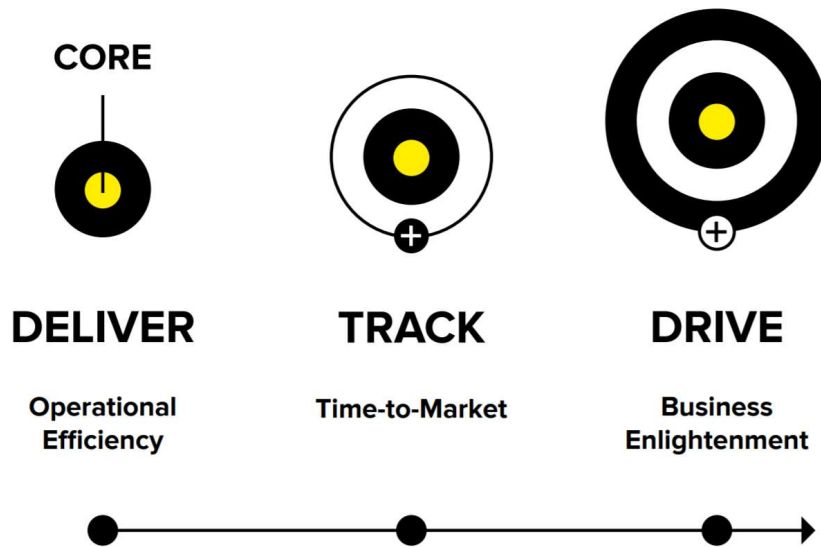 CORE
DELIVER
TRACK
DRIVE
Operational
Efficiency
Time-to-Market
Business
Enlightenment